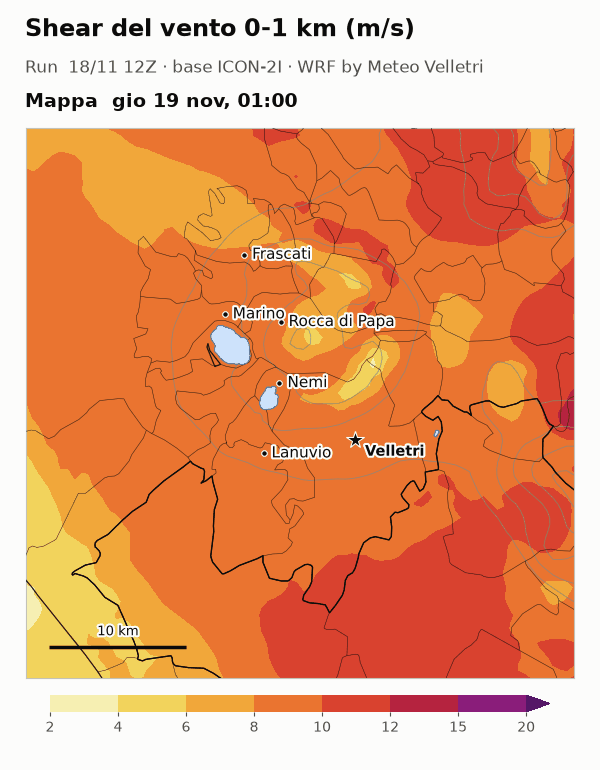 Shear del vento 0-1 km (m/s)
Run  18/11 12Z · base ICON-2I · WRF by Meteo Velletri
Mappa  gio 19 nov, 01:00
Frascati
Marino
Rocca di Papa
Nemi
Velletri
Lanuvio
10 km
2 4 6 8 10 12 15 20